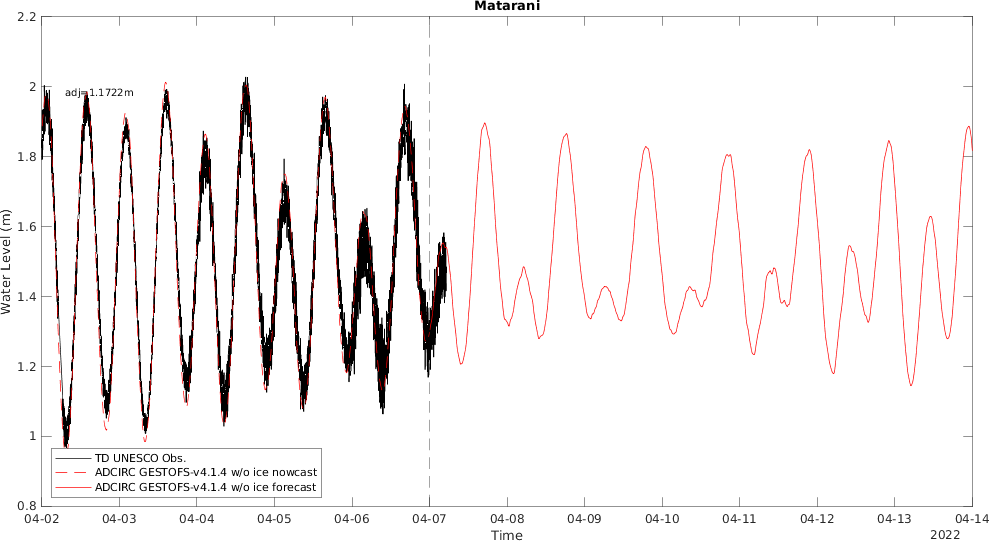 Matarani
2.2
2
1.8
1.6
1.4
1.2
1
0.8
Water Level (m)
adj=1.1722m
TD UNESCO Obs.
ADCIRC GESTOFS-v4.1.4 w/o ice nowcast
ADCIRC GESTOFS-v4.1.4 w/o ice forecast
04-02 04-03 04-04 04-05 04-06 04-07 04-08 04-09 04-10 04-11 04-12 04-13 04-14
Time
2022